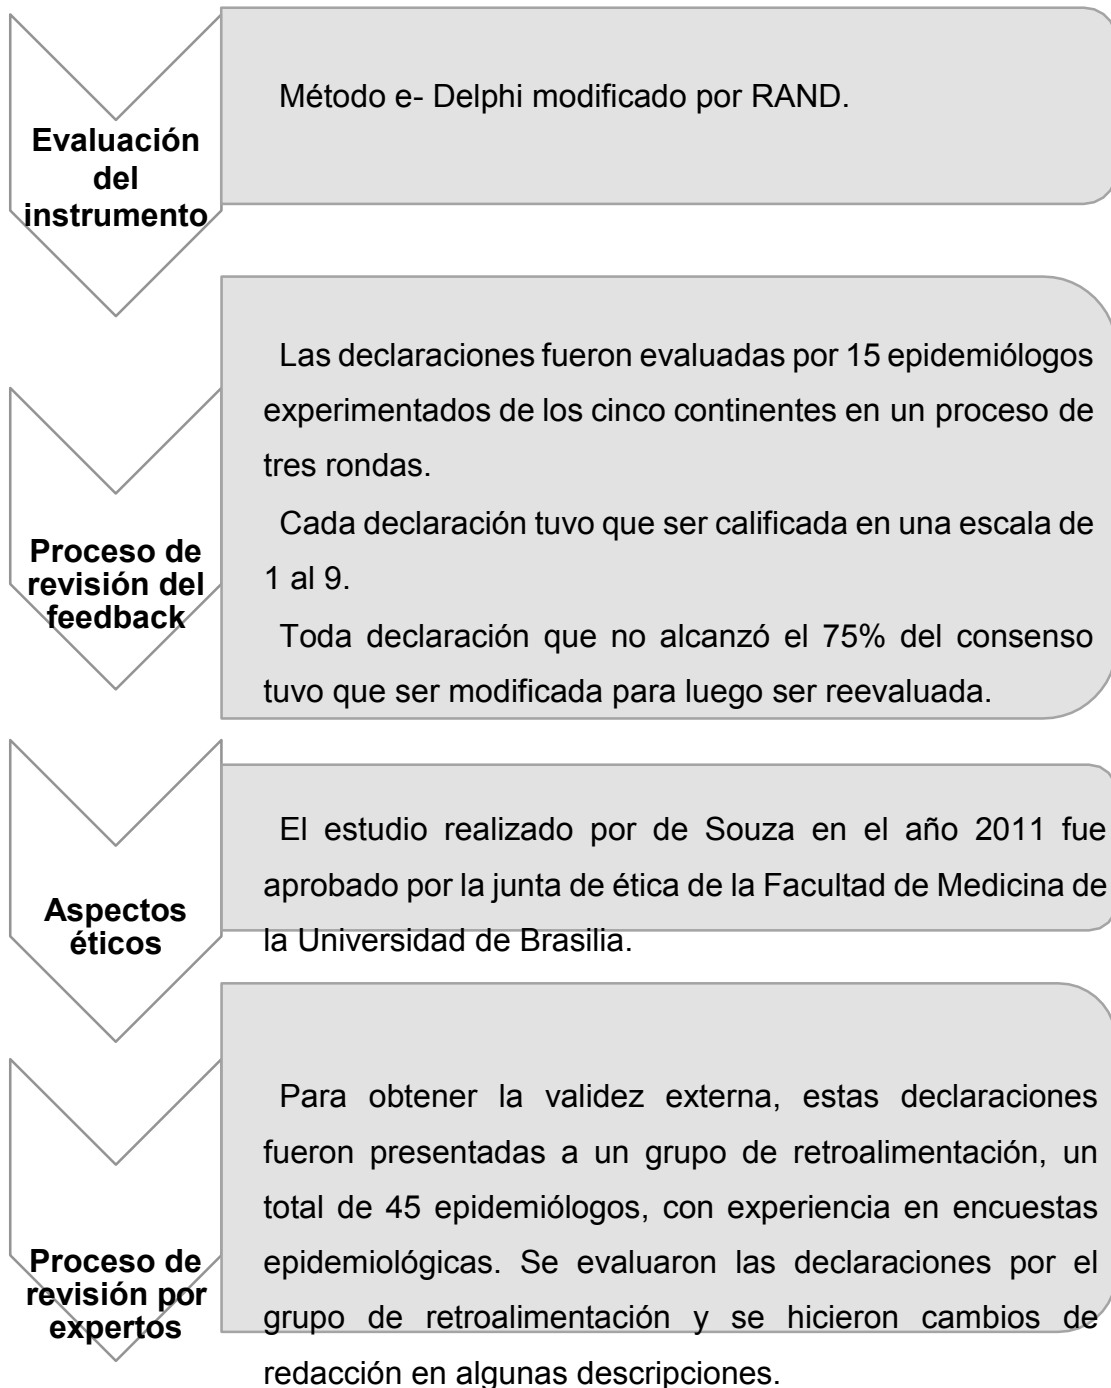 Evaluación
del
instrumento
Método e- Delphi modificado por RAND.
Proceso de
revisión del
feedback
Las declaraciones fueron evaluadas por 15 epidemiólogos
experimentados de los cinco continentes en un proceso de
tres rondas.
Cada declaración tuvo que ser calificada en una escala de
1 al 9.
Toda declaración que no alcanzó el 75% del consenso
tuvo que ser modificada para luego ser reevaluada.
Aspectos
éticos
El estudio realizado por de Souza en el año 2011 fue
aprobado por la junta de ética de la Facultad de Medicina de
la Universidad de Brasilia.
Proceso de
revisión por
expertos
Para obtener la validez externa, estas declaraciones
fueron presentadas a un grupo de retroalimentación, un
total de 45 epidemiólogos, con experiencia en encuestas
epidemiológicas. Se evaluaron las declaraciones por el
grupo de retroalimentación y se hicieron cambios de
redacción en algunas descripciones.